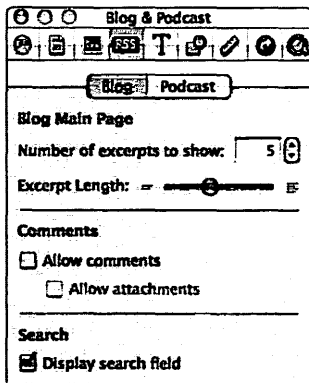 Blog & Podcast
RSS T
Blog Podcast
Blog Main Page
Number of excerpts to show: 5
Excerpt Length:
Comments
Allow comments
Allow attachments
Search
Display search field